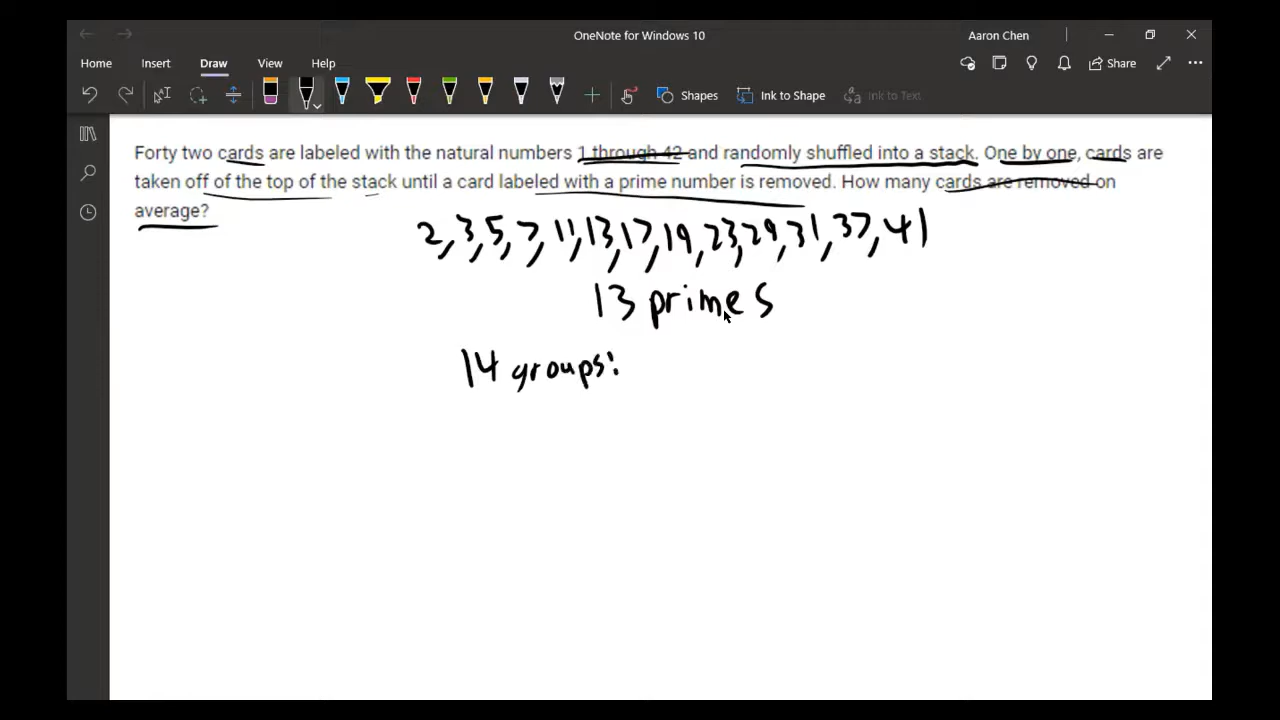 OneNote for Windows 10
Aaron Chen
Home Insert Draw View Help
Share
Shapes Ink to Shape Ink to Text
Forty two cards are labeled with the natural numbers 1 through 42 and randomly shuffled into a stack. One by one, cards are
taken off of the top of the stack until a card labeled with a prime number is removed. How many cards are removed on
average?
2, 3, 5, 7, 11, 13, 17, 19, 23, 29, 31, 37, 41
13 primes
14 groups: